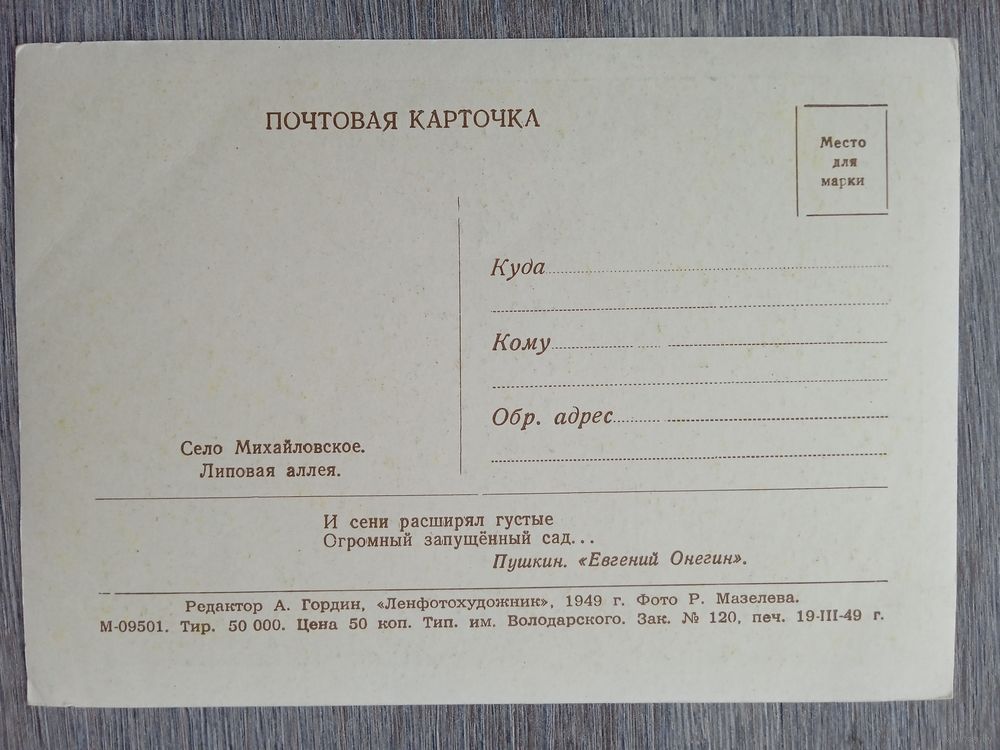 ПОЧТОВАЯ КАРТОЧКА
Место
для
марки
Куда
Кому
Обр. адрес
Село Михайловское.
Липовая аллея.
И сени расширял густые
Огромный запущённый сад...
Пушкин. «Евгений Онегин».
Редактор А. Гордин, «Ленфотохудожник», 1949 г. Фото Р. Мазелева.
М-09501. Тир. 50 000. Цена 50 коп. Тип. им. Володарского. Зак. № 120, печ. 19-III-49 г.